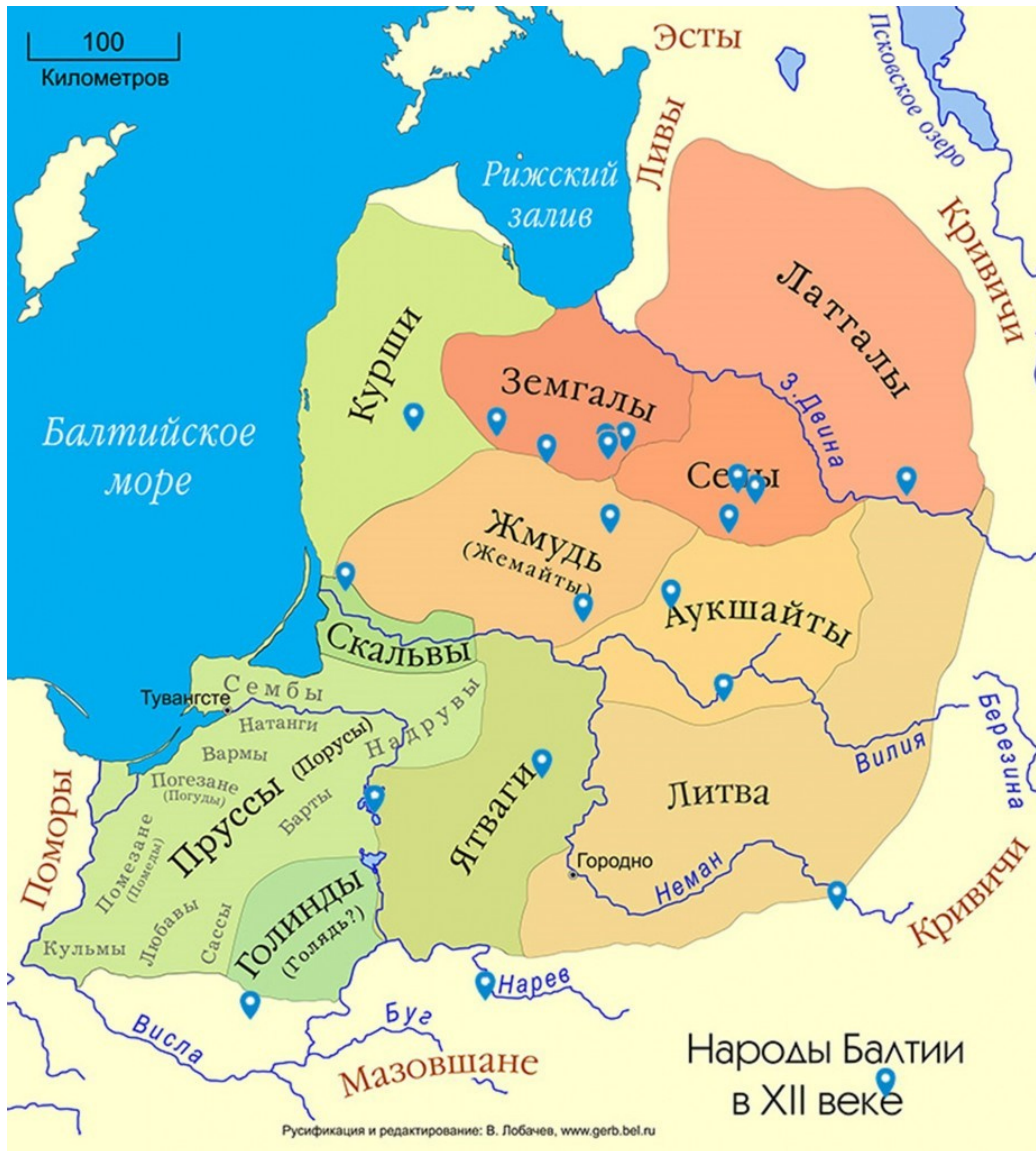 100
Километров
Эсты
Псковское озеро
Ливы
Рижский
залив
Кривичи
Латгалы
Курши
Земгалы
З. Двина
Балтийское
море
Селы
Жмудь
(Жемайты)
Аукшайты
Скальвы
Сембы
Тувангсте
Натанги
Надрувы
Вармы
Погезане
(Погуды)
Пруссы (Порусы)
Барты
Помезане
(Помеды)
Любавы
Сассы
Кульмы
Поморы
Ятваги
Литва
Вилия
Березина
Городно
Неман
Кривичи
Голинды
(Голядь?)
Нарев
Буг
Висла
Мазовшане
Народы Балтии
в XII веке
Русификация и редактирование: В. Лобачев, www.gerb.bel.ru